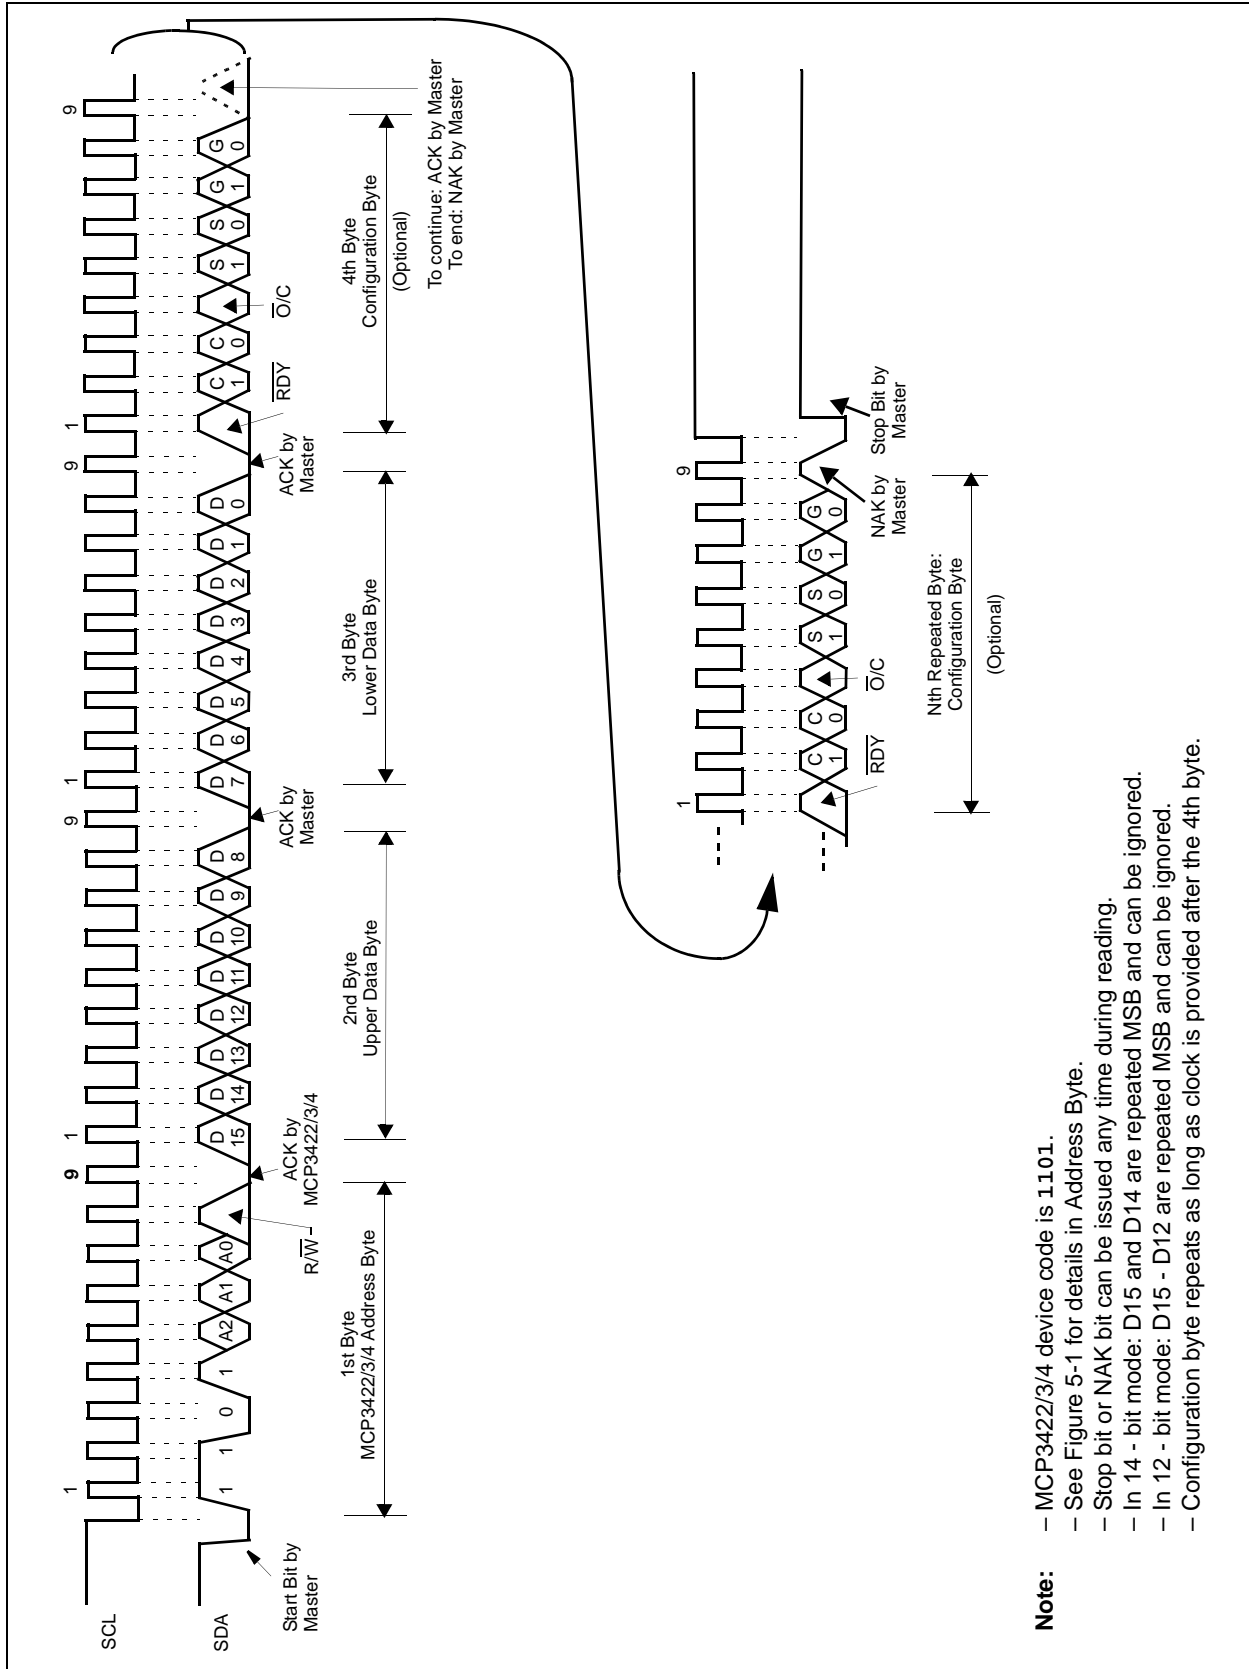 SCL
1
9
1
9
1
9
1
9
SDA
1 1 0 1 A2 A1 A0
D 15 D 14 D 13 D 12 D 11 D 10 D 9 D 8
D 7 D 6 D 5 D 4 D 3 D 2 D 1 D 0
C 1 C 0 S 1 S 0 G 1 G 0
Start Bit by
Master
R/W̅
ACK by
MCP3422/3/4
ACK by
Master
ACK by
Master
R̅D̅Y̅
O̅/C
1st Byte
MCP3422/3/4 Address Byte
2nd Byte
Upper Data Byte
3rd Byte
Lower Data Byte
4th Byte
Configuration Byte
(Optional)
To continue: ACK by Master
To end: NAK by Master
1
9
C 1 C 0 S 1 S 0 G 1 G 0
R̅D̅Y̅
O̅/C
NAK by
Master
Stop Bit by
Master
Nth Repeated Byte:
Configuration Byte
(Optional)
Note: – MCP3422/3/4 device code is 1101.
– See Figure 5-1 for details in Address Byte.
– Stop bit or NAK bit can be issued any time during reading.
– In 14 - bit mode: D15 and D14 are repeated MSB and can be ignored.
– In 12 - bit mode: D15 - D12 are repeated MSB and can be ignored.
– Configuration byte repeats as long as clock is provided after the 4th byte.